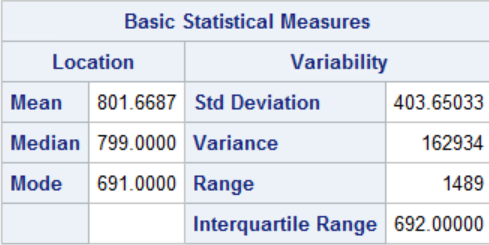 Basic Statistical Measures
Location Variability
Mean 801.6687 Std Deviation 403.65033
Median 799.0000 Variance 162934
Mode 691.0000 Range 1489
Interquartile Range 692.00000